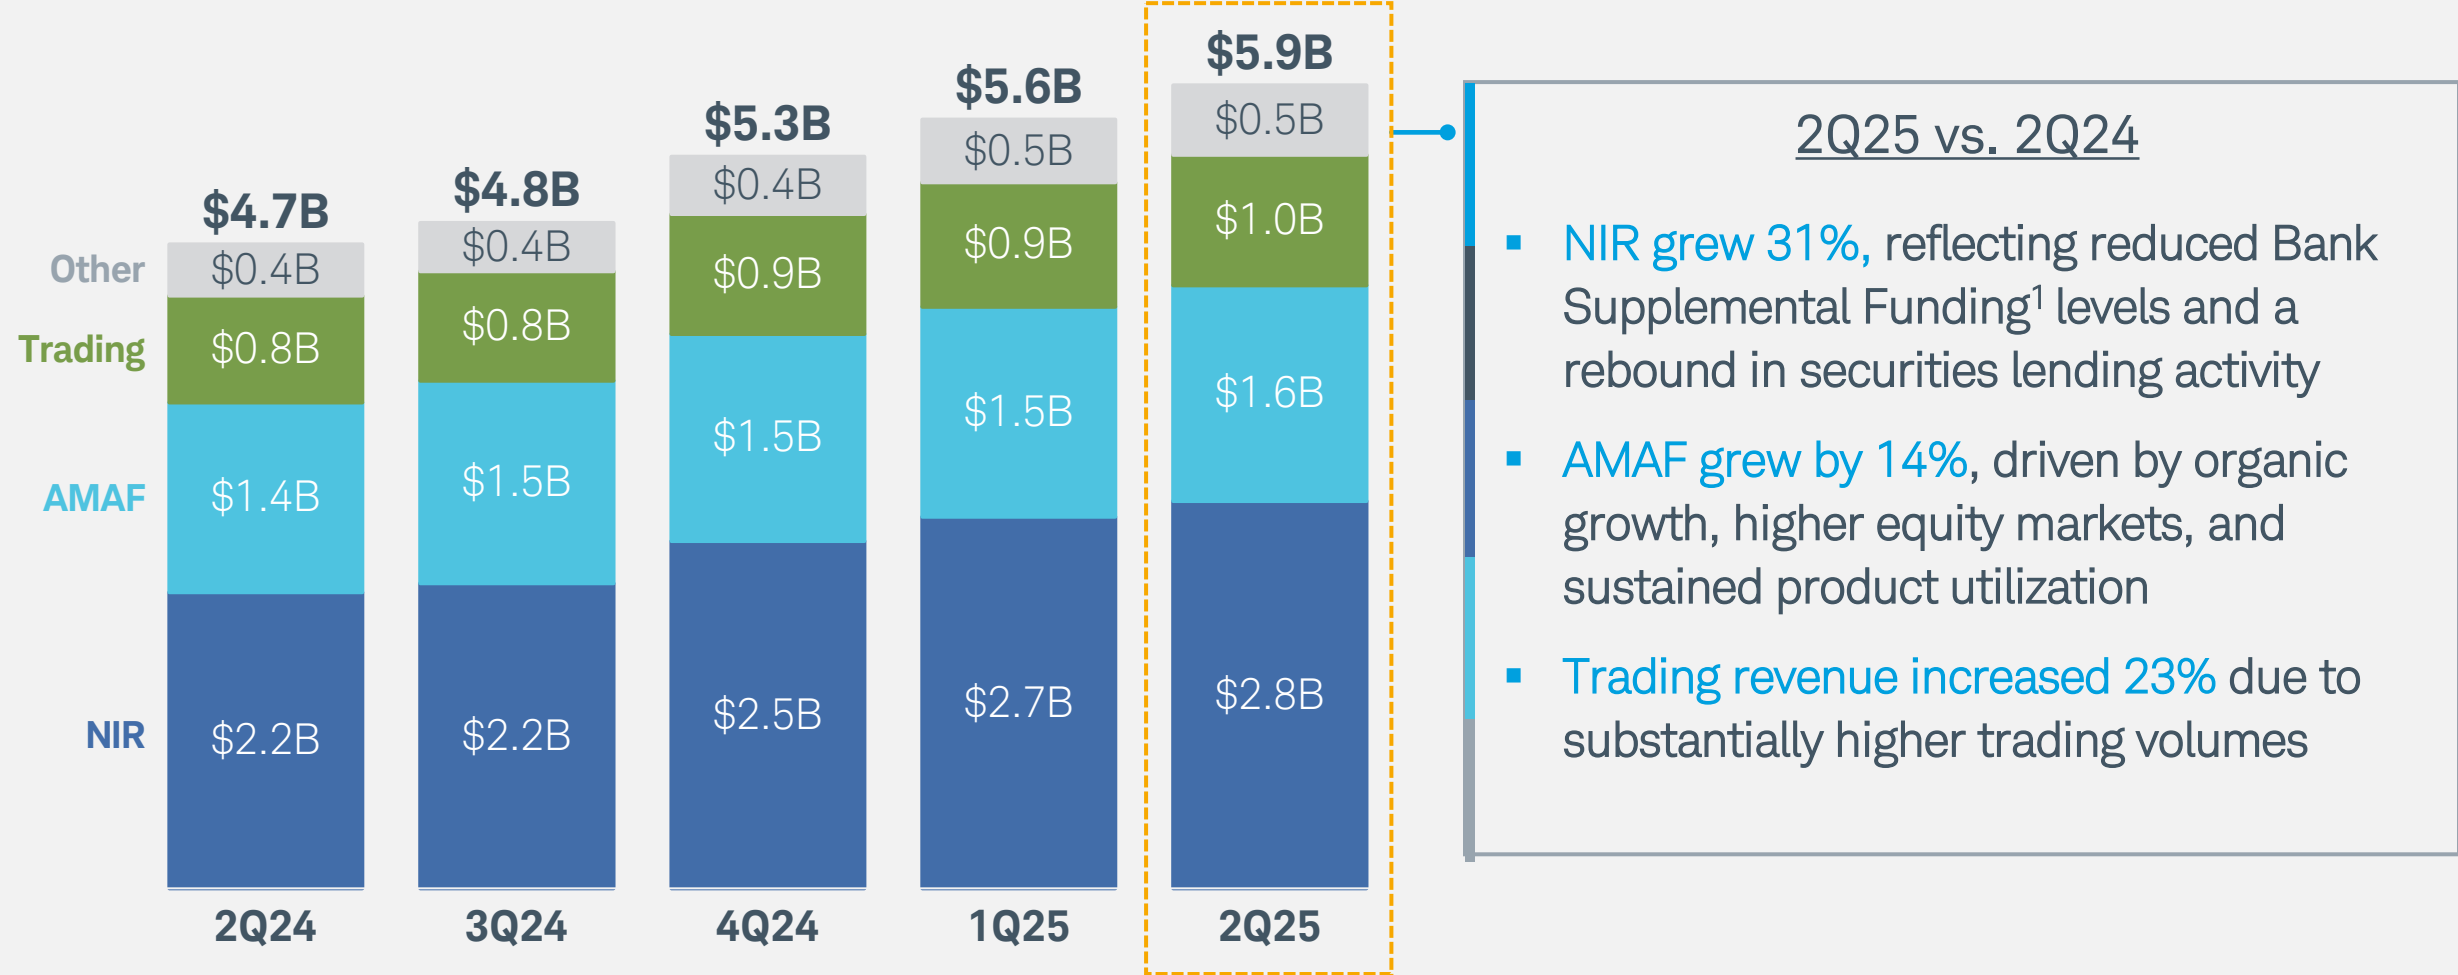 $4.7B
$4.8B
$5.3B
$5.6B
$5.9B
Other
$0.4B
$0.4B
$0.4B
$0.5B
$0.5B
Trading
$0.8B
$0.8B
$0.9B
$0.9B
$1.0B
AMAF
$1.4B
$1.5B
$1.5B
$1.5B
$1.6B
NIR
$2.2B
$2.2B
$2.5B
$2.7B
$2.8B
2Q24
3Q24
4Q24
1Q25
2Q25
2Q25 vs. 2Q24
▪ NIR grew 31%, reflecting reduced Bank
Supplemental Funding¹ levels and a
rebound in securities lending activity
▪ AMAF grew by 14%, driven by organic
growth, higher equity markets, and
sustained product utilization
▪ Trading revenue increased 23% due to
substantially higher trading volumes